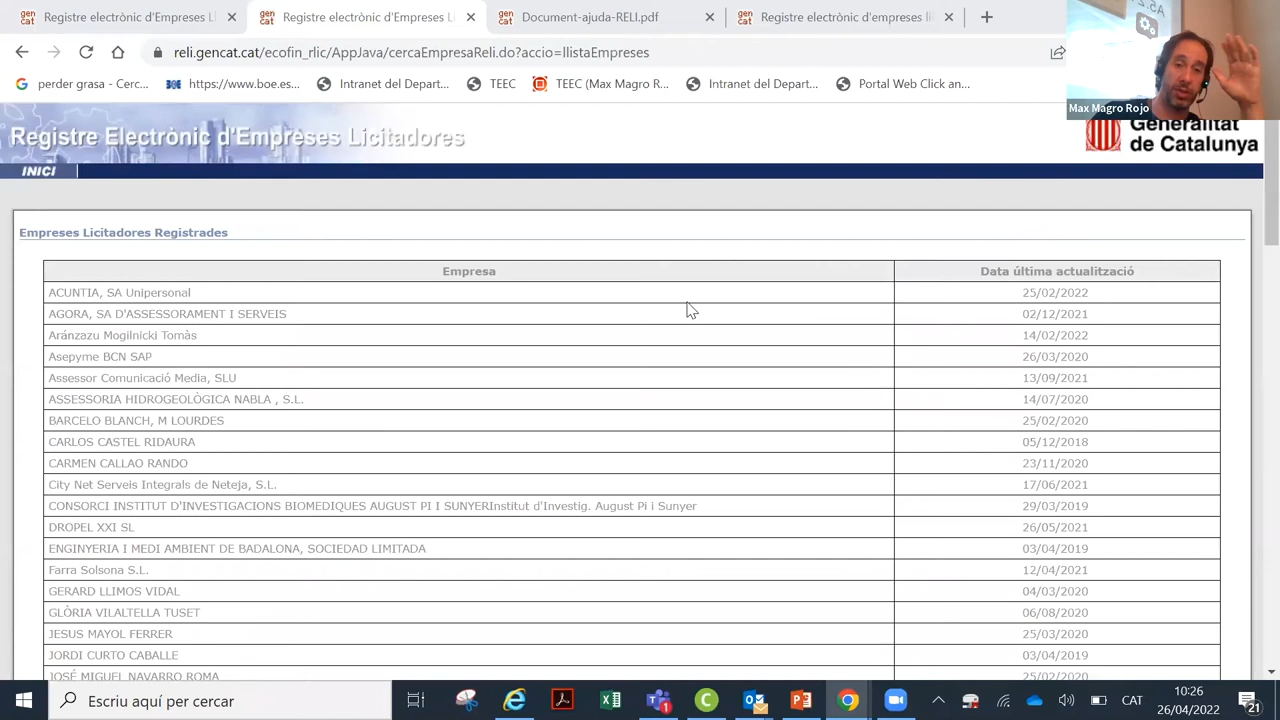 Registre electrònic d'Empreses L
Registre electrònic d'Empreses L
Document-ajuda-RELI.pdf
Registre electrònic d'empreses li
reli.gencat.cat/ecofin_rlic/AppJava/cercaEmpresaReli.do?accio=llistaEmpreses
perder grasa - Cerc...
https://www.boe.es...
Intranet del Depart...
TEEC
TEEC (Max Magro R...
Intranet del Depart...
Portal Web Click an...
Max Magro Rojo
Registre Electrònic d'Empreses Licitadores
Generalitat
de Catalunya
INICI
Empreses Licitadores Registrades
Empresa Data última actualització
ACUNTIA, SA Unipersonal 25/02/2022
AGORA, SA D'ASSESSORAMENT I SERVEIS 02/12/2021
Aránzazu Mogilnicki Tomàs 14/02/2022
Asepyme BCN SAP 26/03/2020
Assessor Comunicació Media, SLU 13/09/2021
ASSESSORIA HIDROGEOLÒGICA NABLA , S.L. 14/07/2020
BARCELO BLANCH, M LOURDES 25/02/2020
CARLOS CASTEL RIDAURA 05/12/2018
CARMEN CALLAO RANDO 23/11/2020
City Net Serveis Integrals de Neteja, S.L. 17/06/2021
CONSORCI INSTITUT D'INVESTIGACIONS BIOMEDIQUES AUGUST PI I SUNYERInstitut d'Investig. August Pi i Sunyer 29/03/2019
DROPEL XXI SL 26/05/2021
ENGINYERIA I MEDI AMBIENT DE BADALONA, SOCIEDAD LIMITADA 03/04/2019
Farra Solsona S.L. 12/04/2021
GERARD LLIMOS VIDAL 04/03/2020
GLÒRIA VILALTELLA TUSET 06/08/2020
JESUS MAYOL FERRER 25/03/2020
JORDI CURTO CABALLE 03/04/2019
JOSÉ MIGUEL NAVARRO ROMA 25/02/2020
Escriu aquí per cercar
CAT
10:26
26/04/2022
21